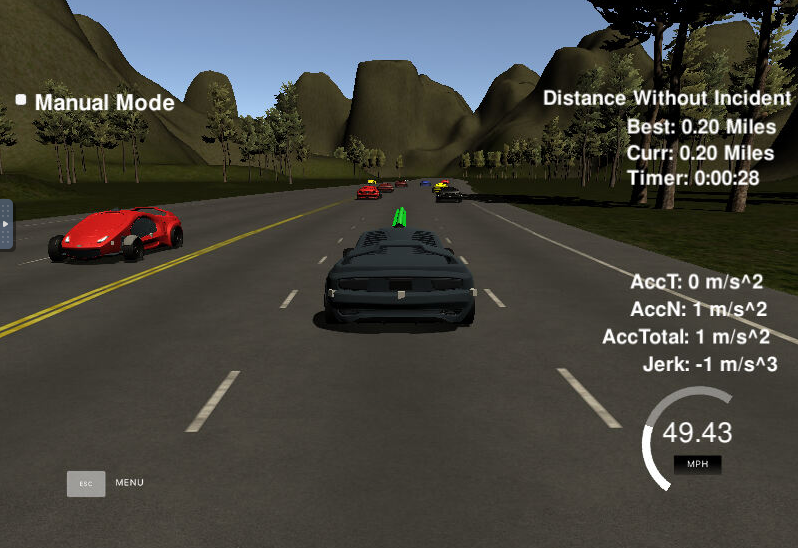 Manual Mode
Distance Without Incident
Best: 0.20 Miles
Curr: 0.20 Miles
Timer: 0:00:28
AccT: 0 m/s^2
AccN: 1 m/s^2
AccTotal: 1 m/s^2
Jerk: -1 m/s^3
49.43
MPH
ESC MENU